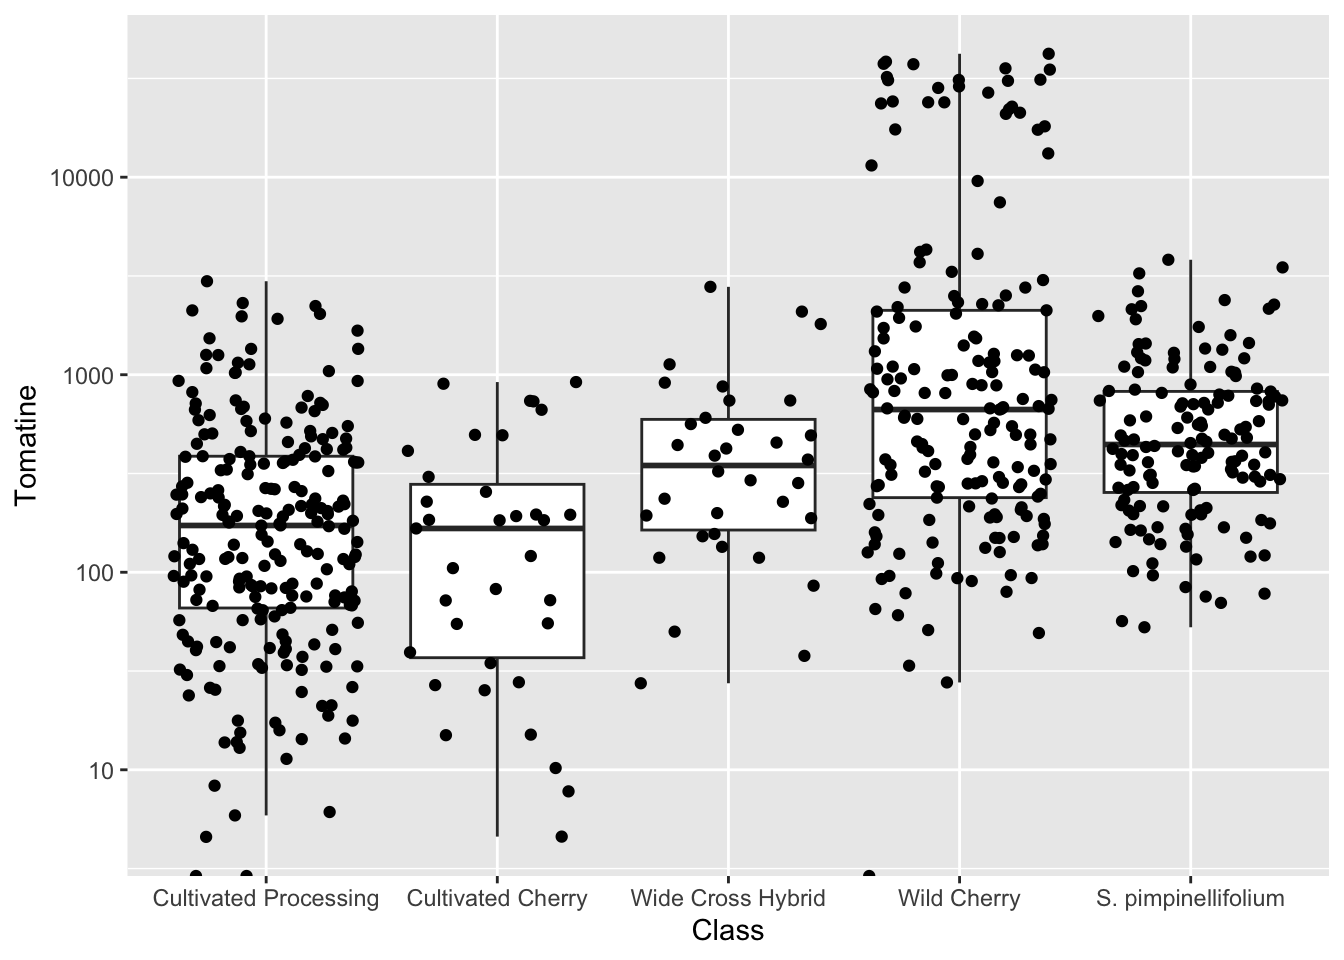 Tomatine
10000
1000
100
10
Cultivated Processing
Cultivated Cherry
Wide Cross Hybrid
Wild Cherry
S. pimpinellifolium
Class